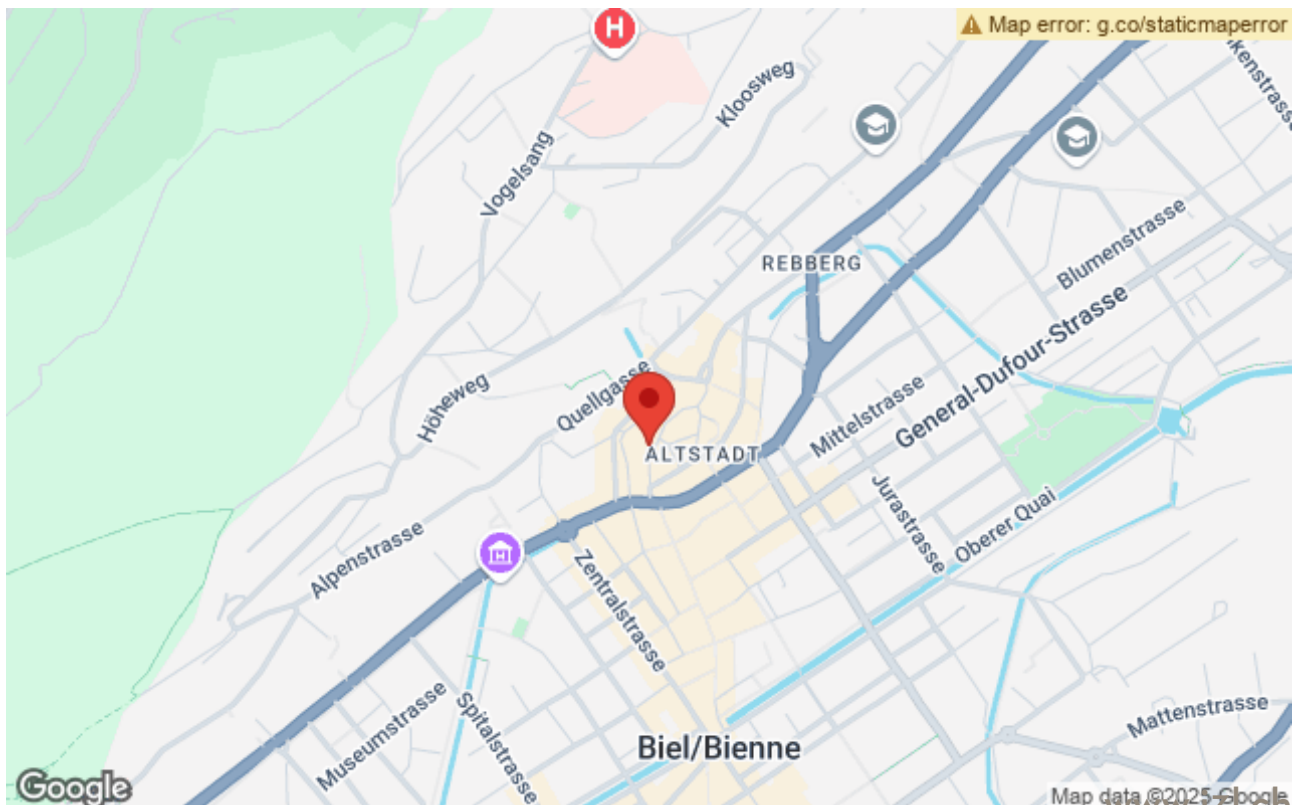 Map error: g.co/staticmaperror
H
Kloosweg
Vogelsang
Blumenstrasse
REBBERG
General-Dufour-Strasse
Höheweg
Quellgasse
Mittelstrasse
ALTSTADT
Jurastrasse
Oberer Quai
Alpenstrasse
Zentralstrasse
Museumstrasse
Spitalstrasse
Mattenstrasse
Biel/Bienne
Google
Map data ©2025 Google